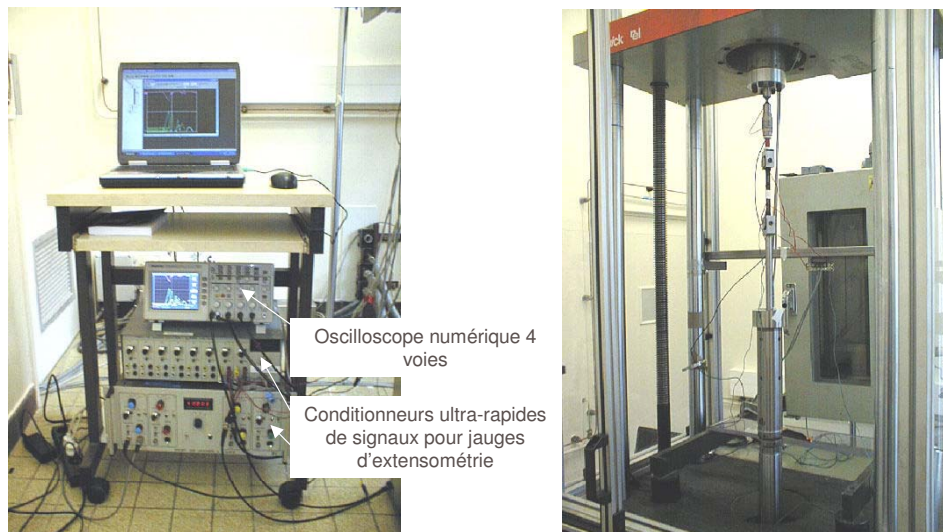 Oscilloscope numérique 4
voies
Conditionneurs ultra-rapides
de signaux pour jauges
d'extensométrie